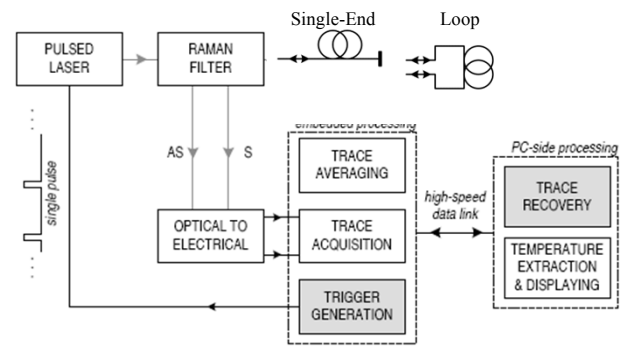 Single-End
Loop
PULSED
LASER
RAMAN
FILTER
AS
S
single pulse
embedded processing
TRACE
AVERAGING
OPTICAL TO
ELECTRICAL
TRACE
ACQUISITION
TRIGGER
GENERATION
high-speed
data link
PC-side processing
TRACE
RECOVERY
TEMPERATURE
EXTRACTION
& DISPLAYING